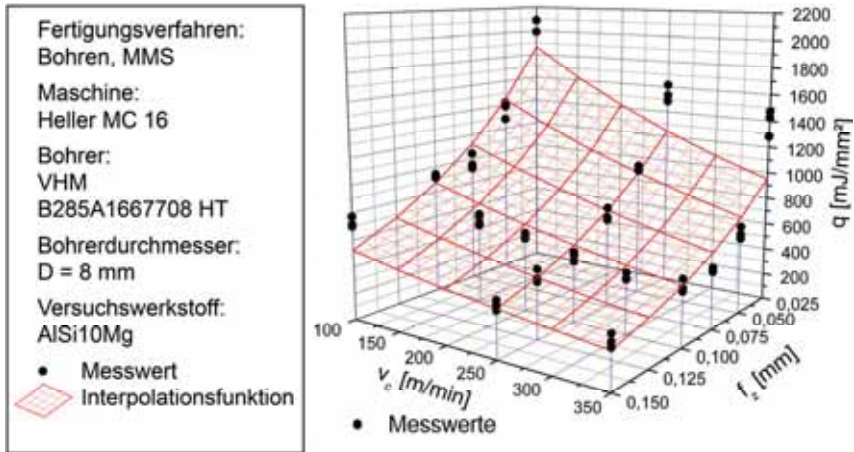 Fertigungsverfahren:
Bohren, MMS
Maschine:
Heller MC 16
Bohrer:
VHM
B285A1667708 HT
Bohrerdurchmesser:
D = 8 mm
Versuchswerkstoff:
AlSi10Mg
Messwert
Interpolationsfunktion
2200
2000
1800
1600
1400
1200
1000
800
600
400
200
q [mJ/mm²]
0,025
0,050
0,075
0,100
0,125
0,150
f_z [mm]
100
150
200
250
300
350
v_c [m/min]
Messwerte